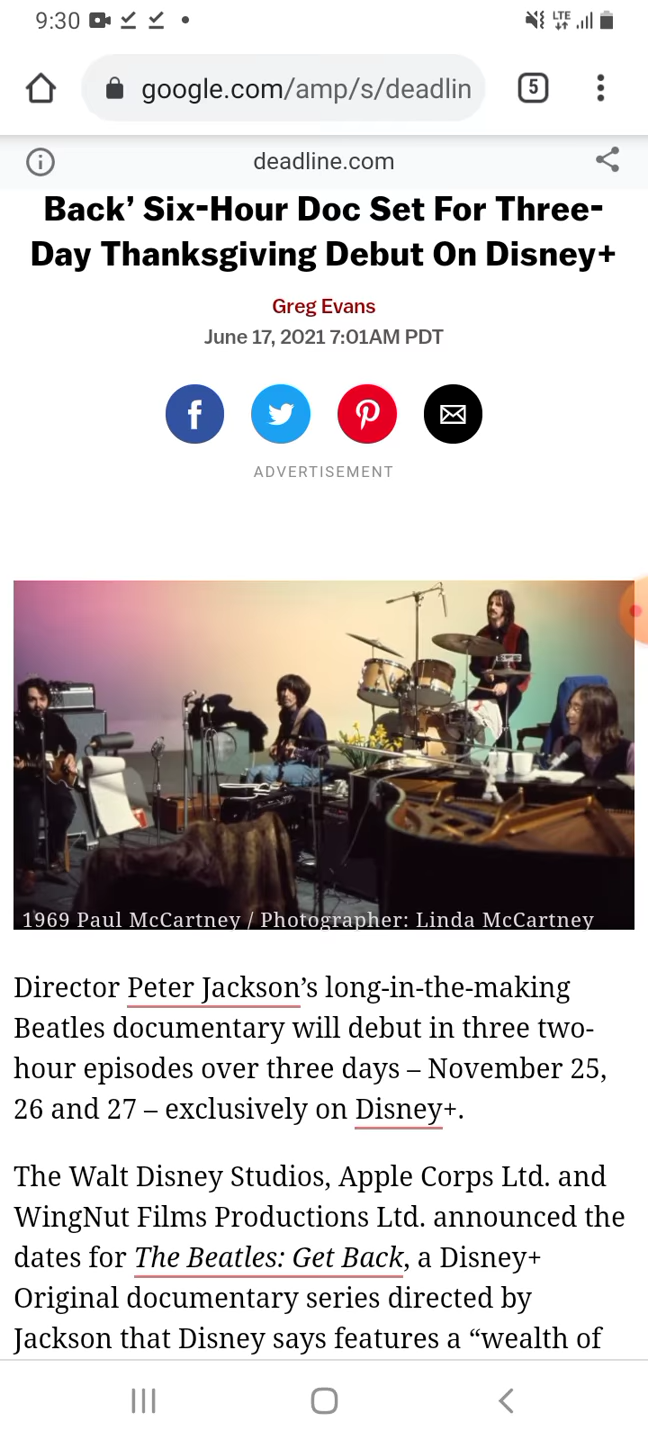 9:30
LTE
google.com/amp/s/deadlin
5
deadline.com
Back’ Six-Hour Doc Set For Three-
Day Thanksgiving Debut On Disney+
Greg Evans
June 17, 2021 7:01AM PDT
ADVERTISEMENT
1969 Paul McCartney / Photographer: Linda McCartney
Director Peter Jackson’s long-in-the-making
Beatles documentary will debut in three two-
hour episodes over three days – November 25,
26 and 27 – exclusively on Disney+.
The Walt Disney Studios, Apple Corps Ltd. and
WingNut Films Productions Ltd. announced the
dates for The Beatles: Get Back, a Disney+
Original documentary series directed by
Jackson that Disney says features a “wealth of